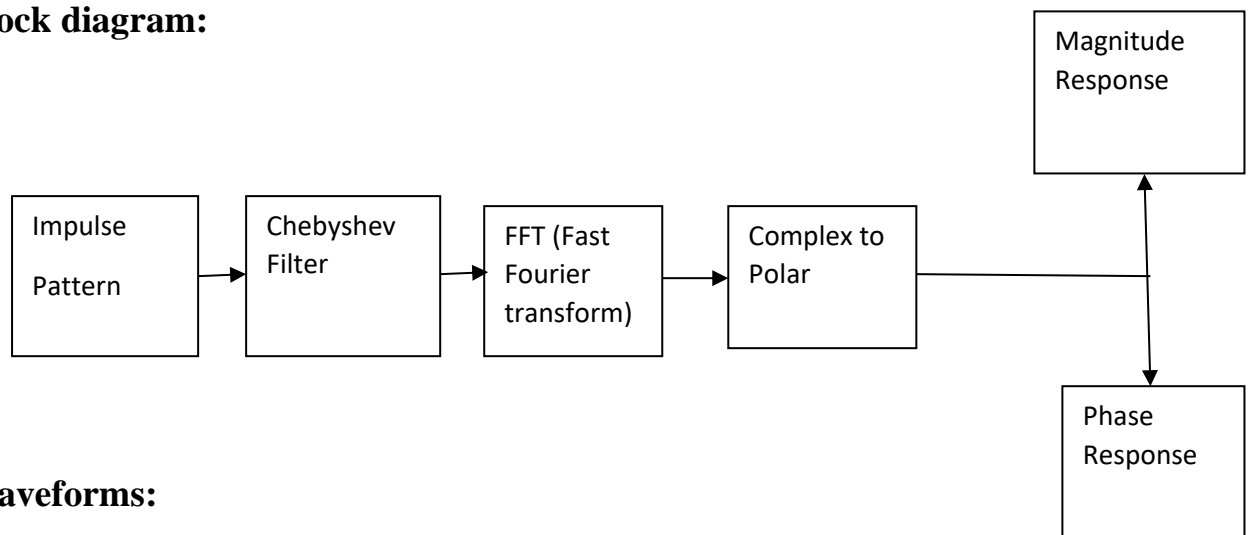 ock diagram:
Magnitude
Response
Impulse
Pattern
Chebyshev
Filter
FFT (Fast
Fourier
transform)
Complex to
Polar
Phase
Response
aveforms: